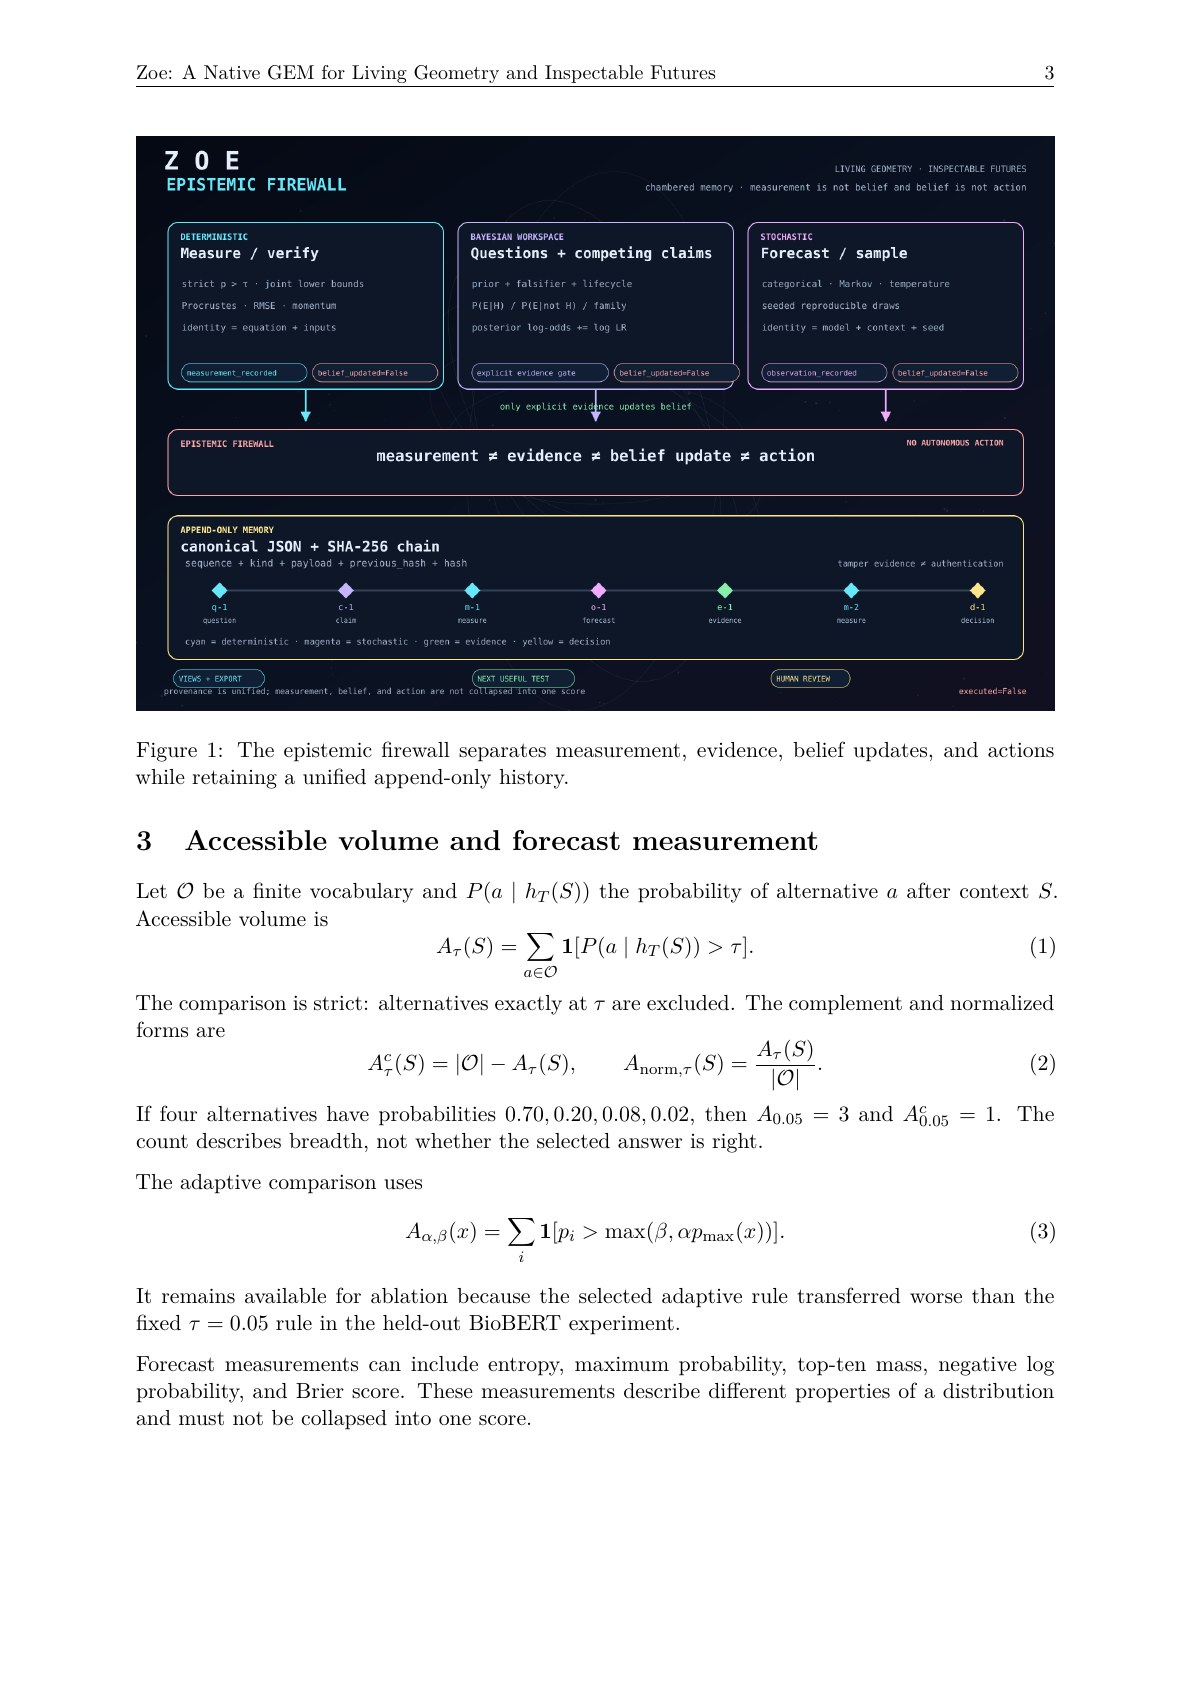 Zoe: A Native GEM for Living Geometry and Inspectable Futures 3
Z O E
EPISTEMIC FIREWALL
LIVING GEOMETRY · INSPECTABLE FUTURES
chambered memory · measurement is not belief and belief is not action
DETERMINISTIC
Measure / verify
strict p > τ · joint lower bounds
Procrustes · RMSE · momentum
identity = equation + inputs
measurement_recorded belief_updated=False
BAYESIAN WORKSPACE
Questions + competing claims
prior + falsifier + lifecycle
P(E|H) / P(E|not H) / family
posterior log-odds += log LR
explicit evidence gate belief_updated=False
STOCHASTIC
Forecast / sample
categorical · Markov · temperature
seeded reproducible draws
identity = model + context + seed
observation_recorded belief_updated=False
only explicit evidence updates belief
EPISTEMIC FIREWALL NO AUTONOMOUS ACTION
measurement ≠ evidence ≠ belief update ≠ action
APPEND-ONLY MEMORY
canonical JSON + SHA-256 chain
sequence + kind + payload + previous_hash + hash tamper evidence ≠ authentication
q-1 c-1 m-1 o-1 e-1 m-2 d-1
question claim measure forecast evidence measure decision
cyan = deterministic · magenta = stochastic · green = evidence · yellow = decision
VIEWS + EXPORT NEXT USEFUL TEST HUMAN REVIEW
provenance is unified; measurement, belief, and action are not collapsed into one score executed=False
Figure 1: The epistemic firewall separates measurement, evidence, belief updates, and actions
while retaining a unified append-only history.
3 Accessible volume and forecast measurement
Let 𝒪 be a finite vocabulary and P(a | h_T(S)) the probability of alternative a after context S.
Accessible volume is
A_τ(S) = ∑_{a∈𝒪} 1[P(a | h_T(S)) > τ]. (1)
The comparison is strict: alternatives exactly at τ are excluded. The complement and normalized
forms are
A^c_τ(S) = |𝒪| − A_τ(S), A_{norm,τ}(S) = A_τ(S) / |𝒪|. (2)
If four alternatives have probabilities 0.70, 0.20, 0.08, 0.02, then A_{0.05} = 3 and A^c_{0.05} = 1. The
count describes breadth, not whether the selected answer is right.
The adaptive comparison uses
A_{α,β}(x) = ∑_i 1[p_i > max(β, αp_max(x))]. (3)
It remains available for ablation because the selected adaptive rule transferred worse than the
fixed τ = 0.05 rule in the held-out BioBERT experiment.
Forecast measurements can include entropy, maximum probability, top-ten mass, negative log
probability, and Brier score. These measurements describe different properties of a distribution
and must not be collapsed into one score.